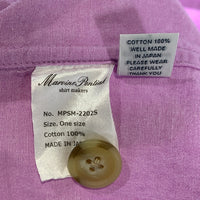 Marvine Pontiak
shirt makers
No. MPSM-2202S
Size. One size
Cotton 100%
MADE IN JAPAN
COTTON 100%
WELL MADE
IN JAPAN
PLEASE WEAR
CAREFULLY
THANK YOU